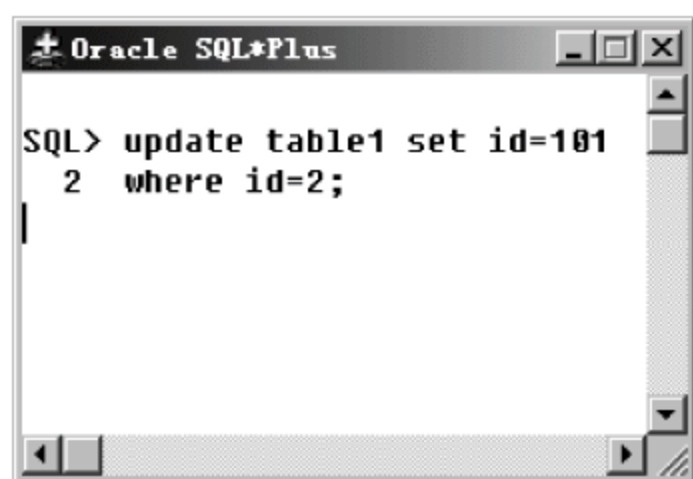 Oracle SQL*Plus
SQL> update table1 set id=101
  2  where id=2;